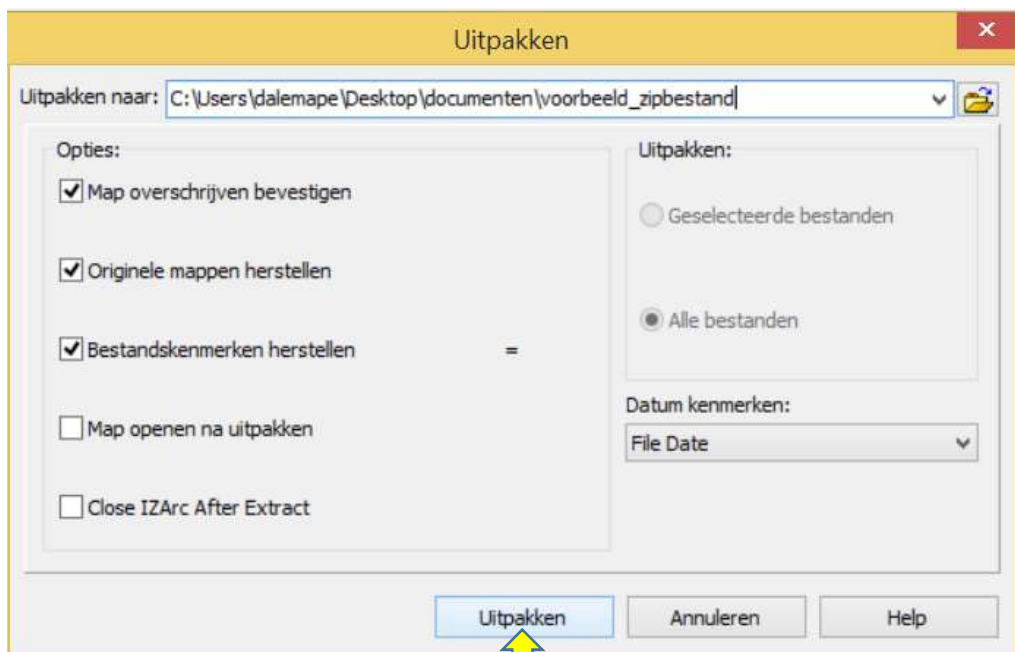 Uitpakken
Uitpakken naar: C:\Users\dalemape\Desktop\documenten\voorbeeld_zipbestand
Opties:
Map overschrijven bevestigen
Originele mappen herstellen
Bestandskenmerken herstellen =
Map openen na uitpakken
Close IZArc After Extract
Uitpakken:
Geselecteerde bestanden
Alle bestanden
Datum kenmerken:
File Date
Uitpakken Annuleren Help